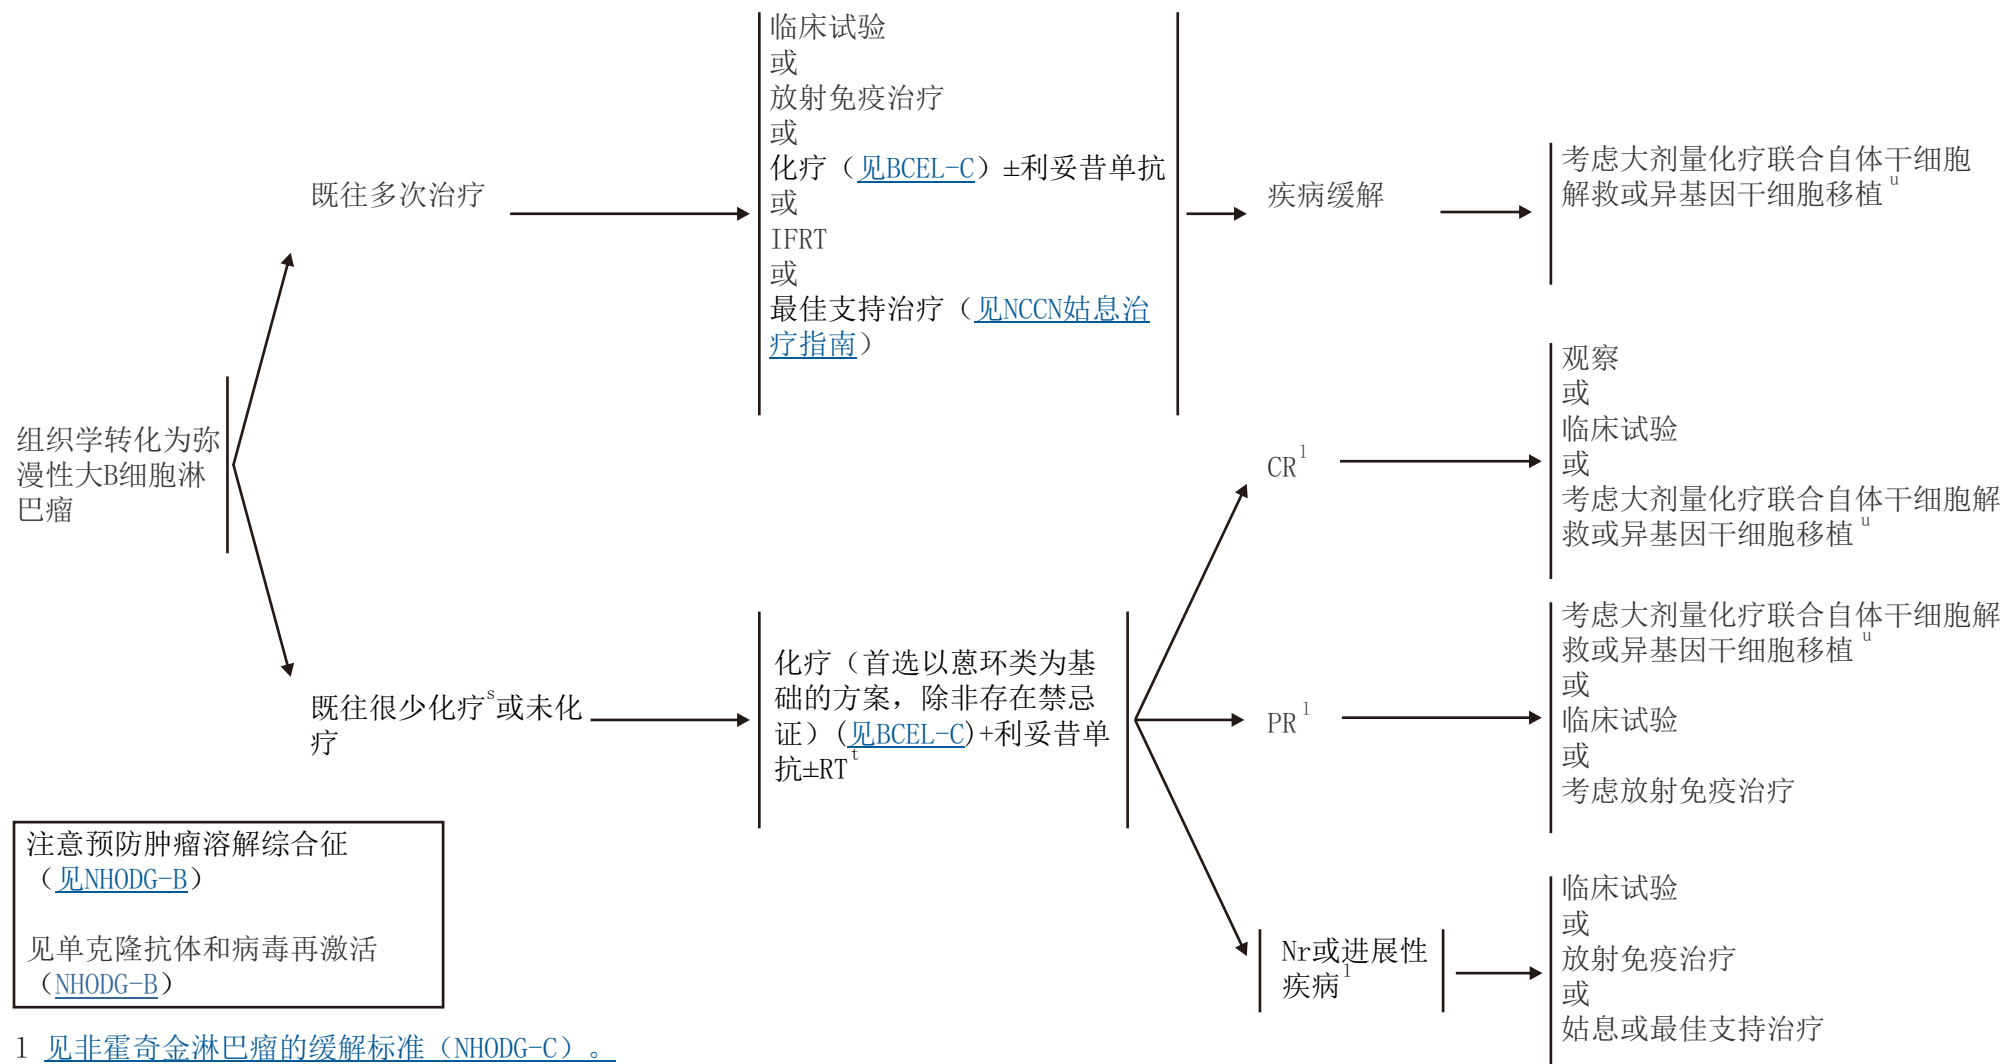 组织学转化为弥
漫性大B细胞淋
巴瘤
既往多次治疗
临床试验
或
放射免疫治疗
或
化疗（见BCEL-C）±利妥昔单抗
或
IFRT
或
最佳支持治疗（见NCCN姑息治
疗指南）
疾病缓解
考虑大剂量化疗联合自体干细胞
解救或异基因干细胞移植u
既往很少化疗s或未化
疗
化疗（首选以蒽环类为基
础的方案，除非存在禁忌
证）(见BCEL-C)+利妥昔单
抗±RTt
CR1
观察
或
临床试验
或
考虑大剂量化疗联合自体干细胞解
救或异基因干细胞移植u
PR1
考虑大剂量化疗联合自体干细胞解
救或异基因干细胞移植u
或
临床试验
或
考虑放射免疫治疗
Nr或进展性
疾病1
临床试验
或
放射免疫治疗
或
姑息或最佳支持治疗
注意预防肿瘤溶解综合征
（见NHODG-B）
见单克隆抗体和病毒再激活
（NHODG-B）
1 见非霍奇金淋巴瘤的缓解标准（NHODG-C）。